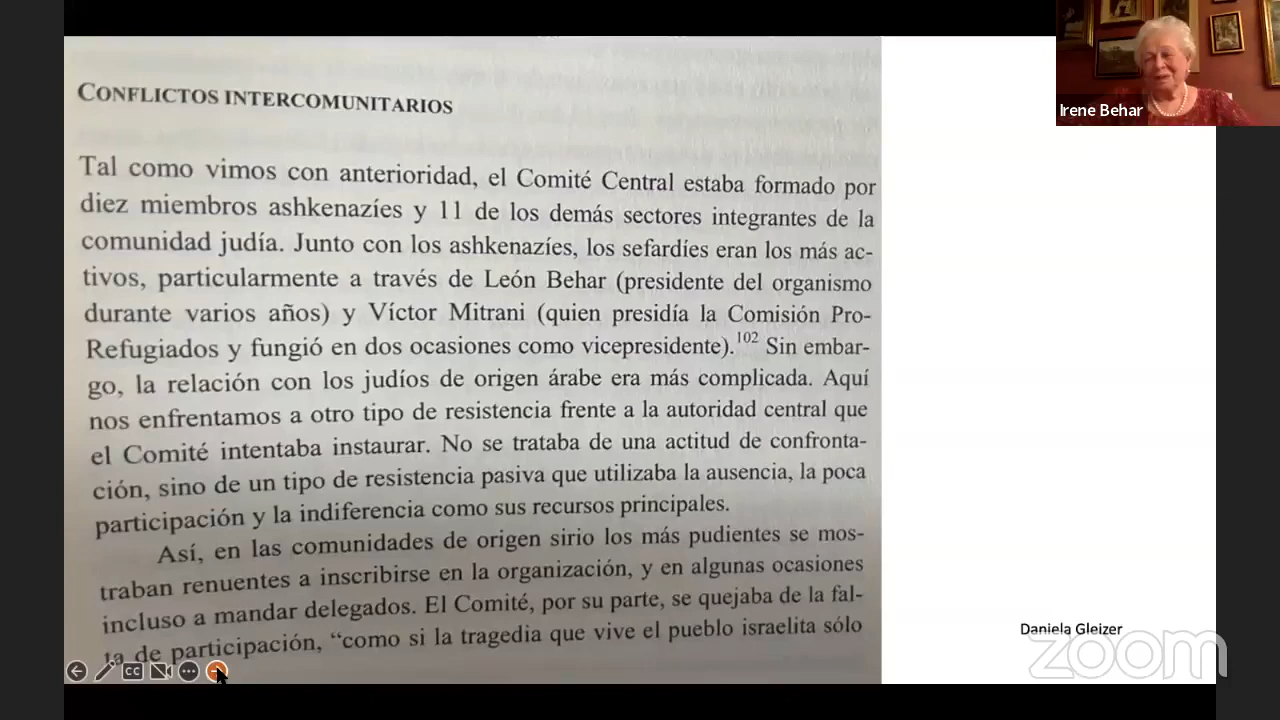 CONFLICTOS INTERCOMUNITARIOS
Tal como vimos con anterioridad, el Comité Central estaba formado por
diez miembros ashkenazíes y 11 de los demás sectores integrantes de la
comunidad judía. Junto con los ashkenazíes, los sefardíes eran los más ac-
tivos, particularmente a través de León Behar (presidente del organismo
durante varios años) y Víctor Mitrani (quien presidía la Comisión Pro-
Refugiados y fungió en dos ocasiones como vicepresidente).102 Sin embar-
go, la relación con los judíos de origen árabe era más complicada. Aquí
nos enfrentamos a otro tipo de resistencia frente a la autoridad central que
el Comité intentaba instaurar. No se trataba de una actitud de confronta-
ción, sino de un tipo de resistencia pasiva que utilizaba la ausencia, la poca
participación y la indiferencia como sus recursos principales.
Así, en las comunidades de origen sirio los más pudientes se mos-
traban renuentes a inscribirse en la organización, y en algunas ocasiones
incluso a mandar delegados. El Comité, por su parte, se quejaba de la fal-
ta de participación, “como si la tragedia que vive el pueblo israelita sólo
CC
Irene Behar
Daniela Gleizer
zoom